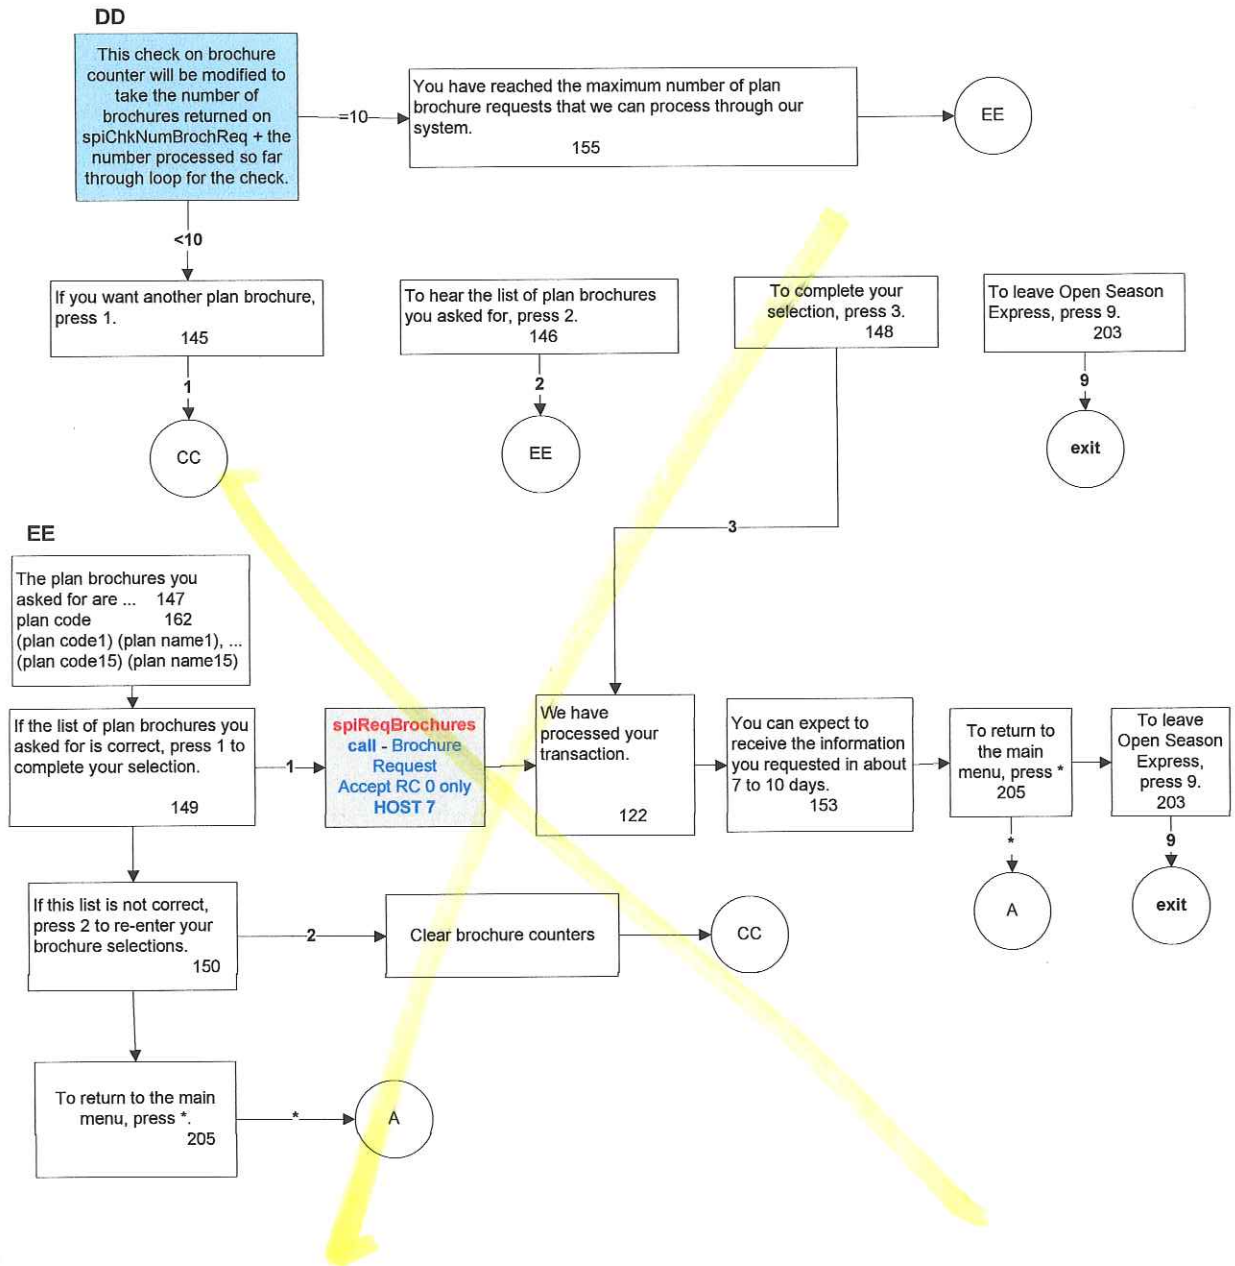 DD
This check on brochure
counter will be modified to
take the number of
brochures returned on
spiChkNumBrochReq + the
number processed so far
through loop for the check.
=10
You have reached the maximum number of plan
brochure requests that we can process through our
system.
155
EE
<10
If you want another plan brochure,
press 1.
145
1
CC
To hear the list of plan brochures
you asked for, press 2.
146
2
EE
To complete your
selection, press 3.
148
3
To leave Open Season
Express, press 9.
203
9
exit
EE
The plan brochures you
asked for are ... 147
plan code 162
(plan code1) (plan name1), ...
(plan code15) (plan name15)
If the list of plan brochures you
asked for is correct, press 1 to
complete your selection.
149
1
spiReqBrochures
call - Brochure
Request
Accept RC 0 only
HOST 7
We have
processed your
transaction.
122
You can expect to
receive the information
you requested in about
7 to 10 days.
153
To return to
the main
menu, press *
205
*
A
To leave
Open Season
Express,
press 9.
203
9
exit
If this list is not correct,
press 2 to re-enter your
brochure selections.
150
2
Clear brochure counters
CC
To return to the main
menu, press *.
205
*
A